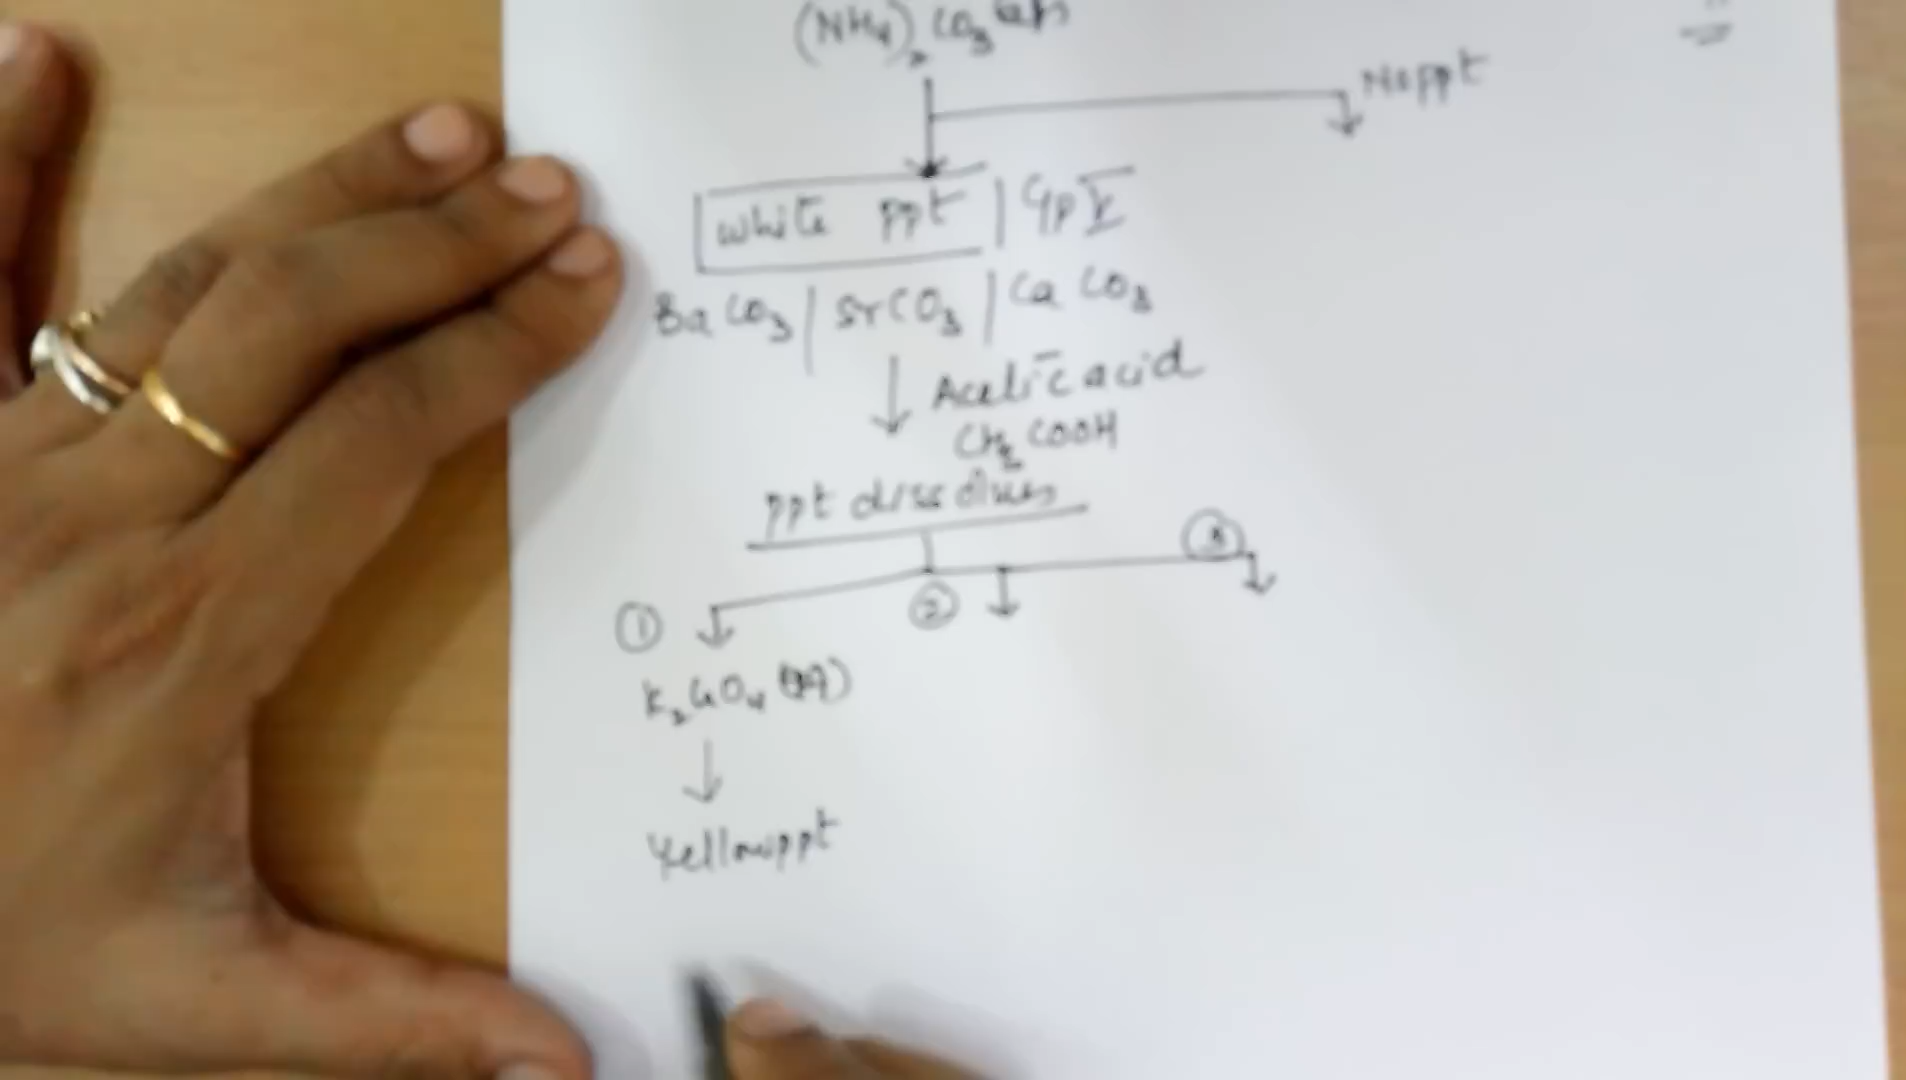 (NH4)2 CO3 aps
No ppt
White ppt | Gp V
BaCO3 | SrCO3 | CaCO3
↓ Acetic acid
CH3COOH
ppt dissolves
① ② ③
K2CrO4 (aq)
Yellow ppt